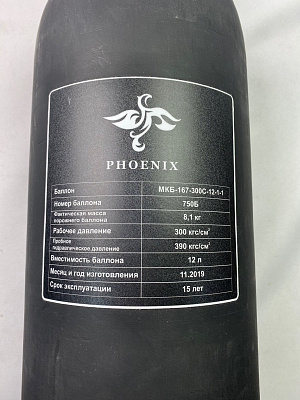 PHOENIX
Баллон МКБ-167-300С-12-1-1
Номер баллона 750Б
Фактическая масса
порожнего баллона 8,1 кг
Рабочее давление 300 кгс/см²
Пробное
гидравлическое давление 390 кгс/см²
Вместимость баллона 12 л
Месяц и год изготовления 11.2019
Срок эксплуатации 15 лет